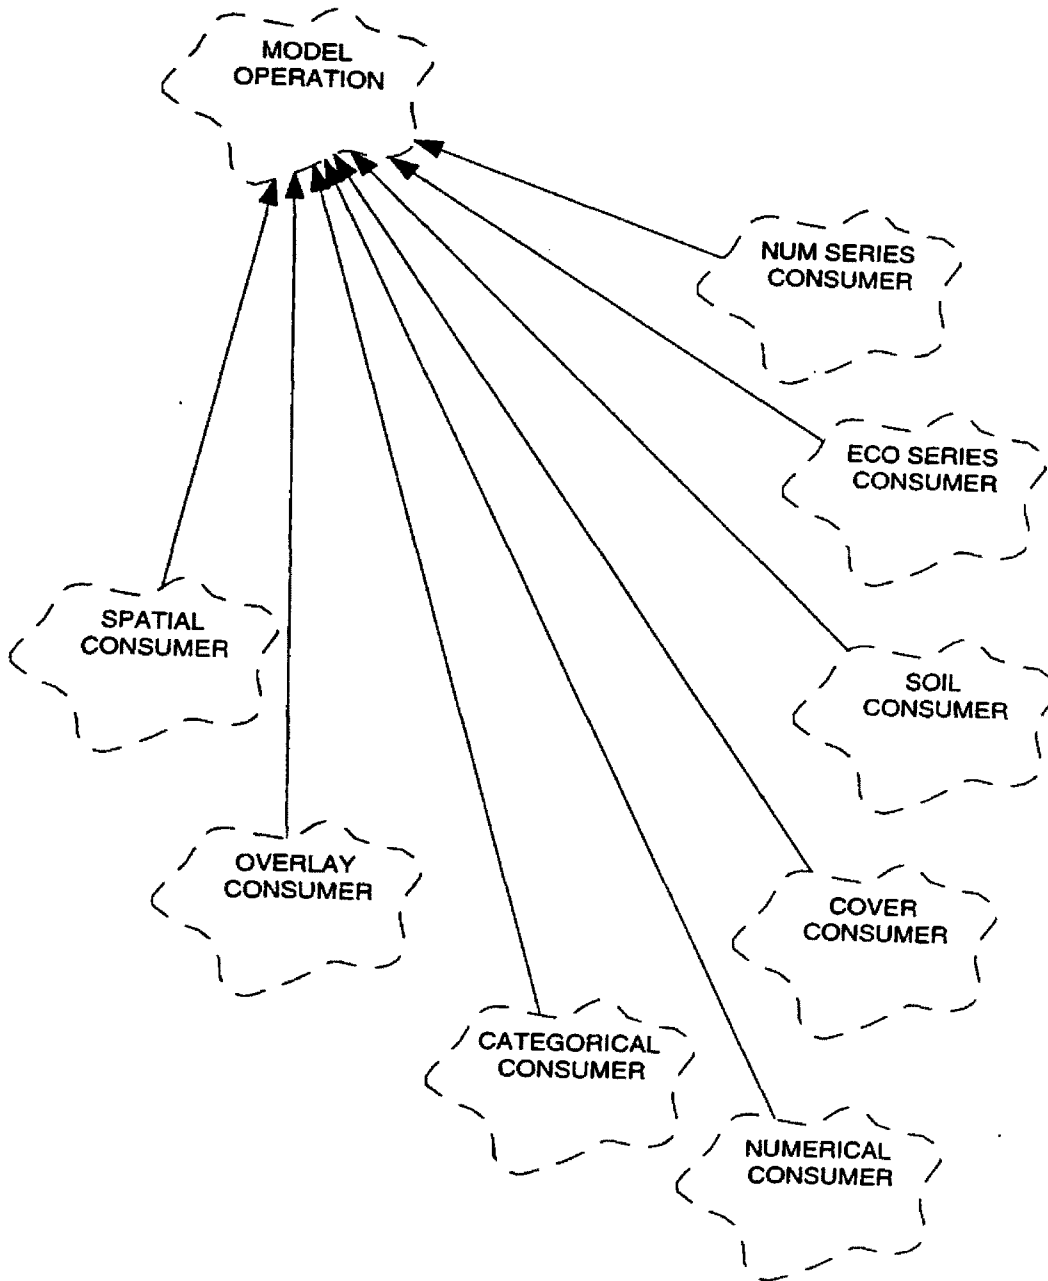 MODEL
OPERATION
NUM SERIES
CONSUMER
ECO SERIES
CONSUMER
SPATIAL
CONSUMER
SOIL
CONSUMER
OVERLAY
CONSUMER
COVER
CONSUMER
CATEGORICAL
CONSUMER
NUMERICAL
CONSUMER